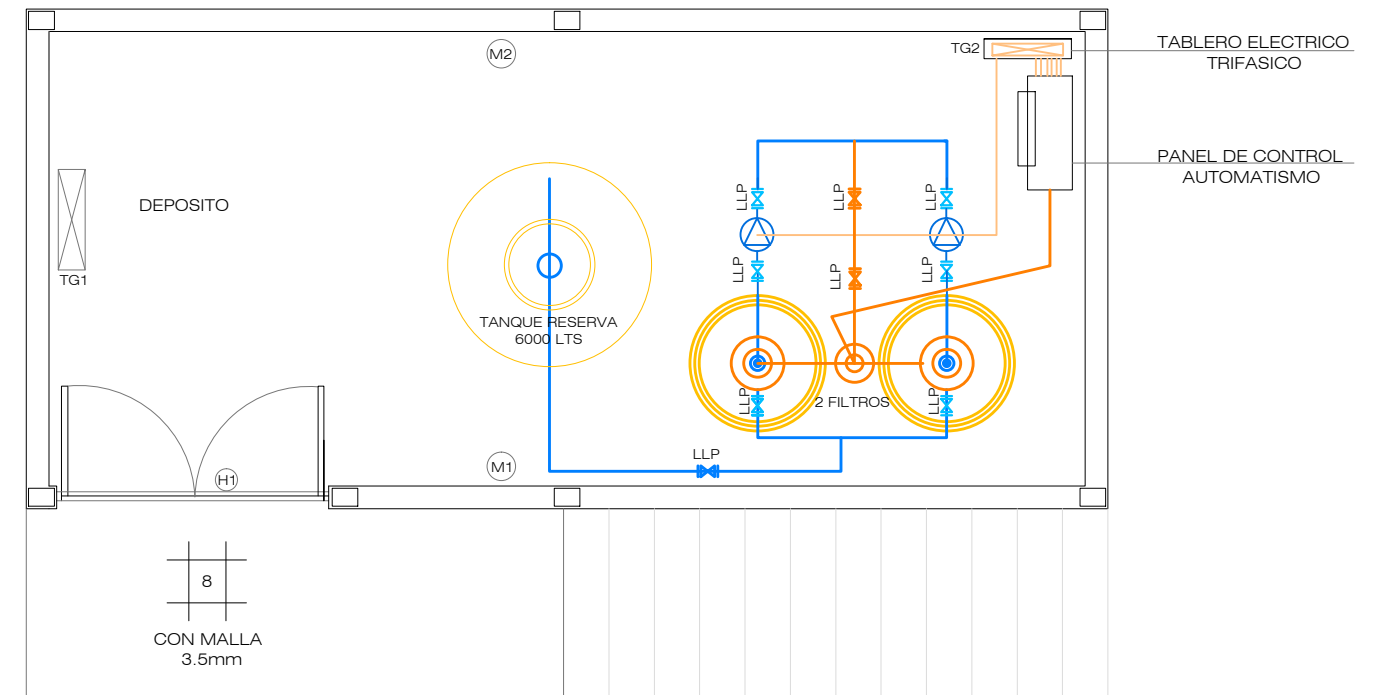 M2
TG2
TABLERO ELECTRICO
TRIFASICO
PANEL DE CONTROL
AUTOMATISMO
DEPOSITO
LLP
LLP
LLP
TG1
LLP
LLP
LLP
TANQUE RESERVA
6000 LTS
LLP
2 FILTROS
LLP
LLP
M1
H1
8
CON MALLA
3.5mm